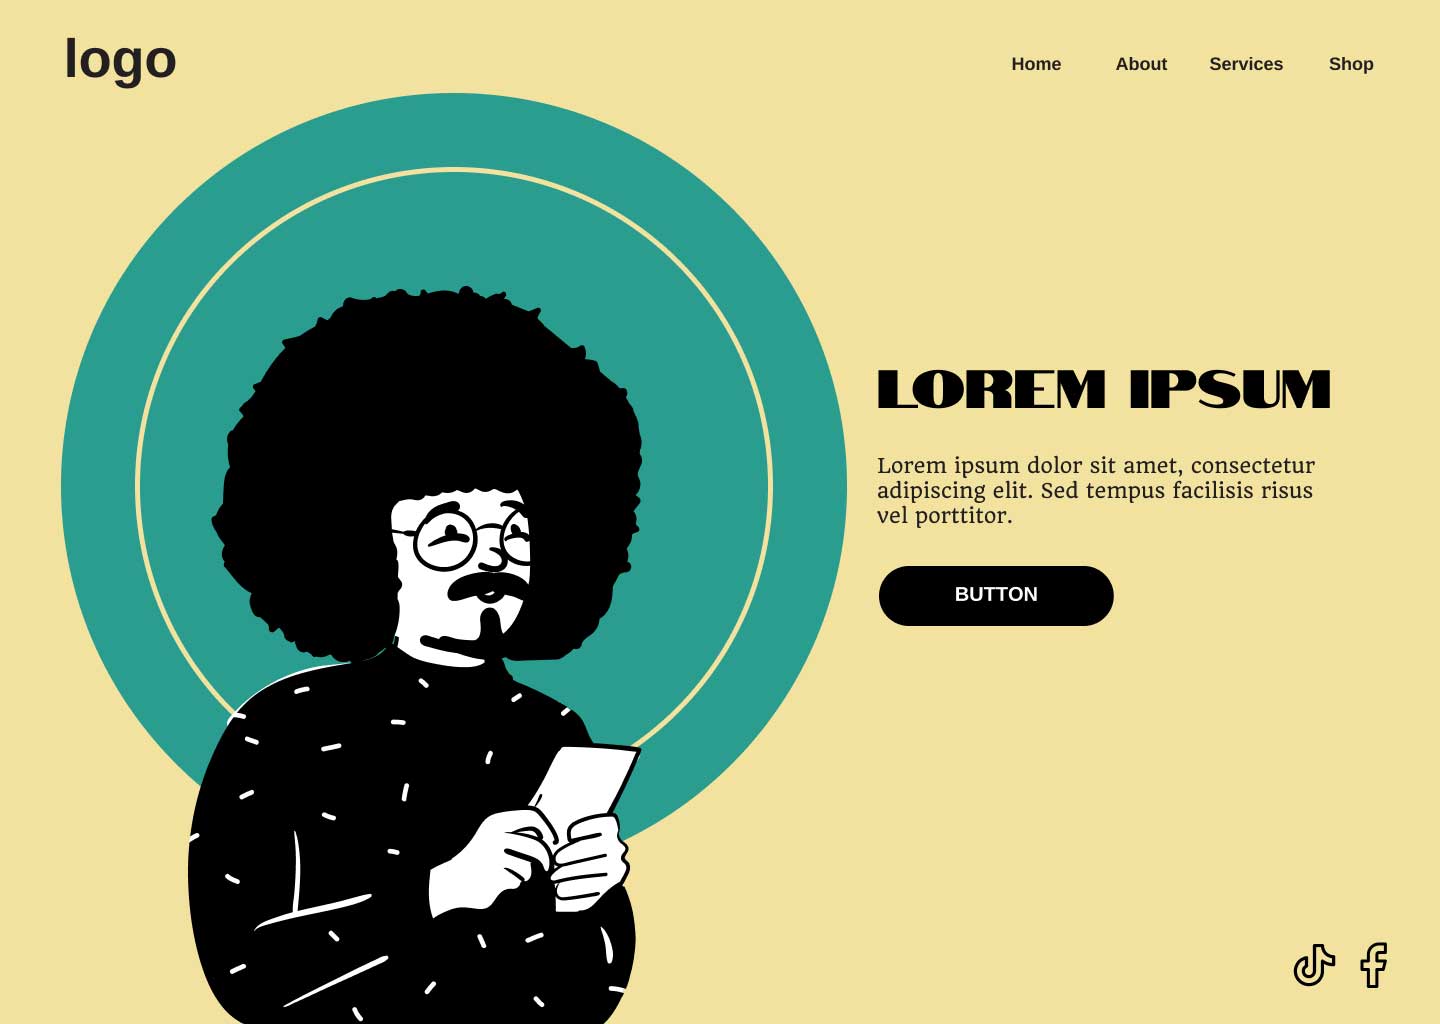 logo
Home About Services Shop
LOREM IPSUM
Lorem ipsum dolor sit amet, consectetur
adipiscing elit. Sed tempus facilisis risus
vel porttitor.
BUTTON